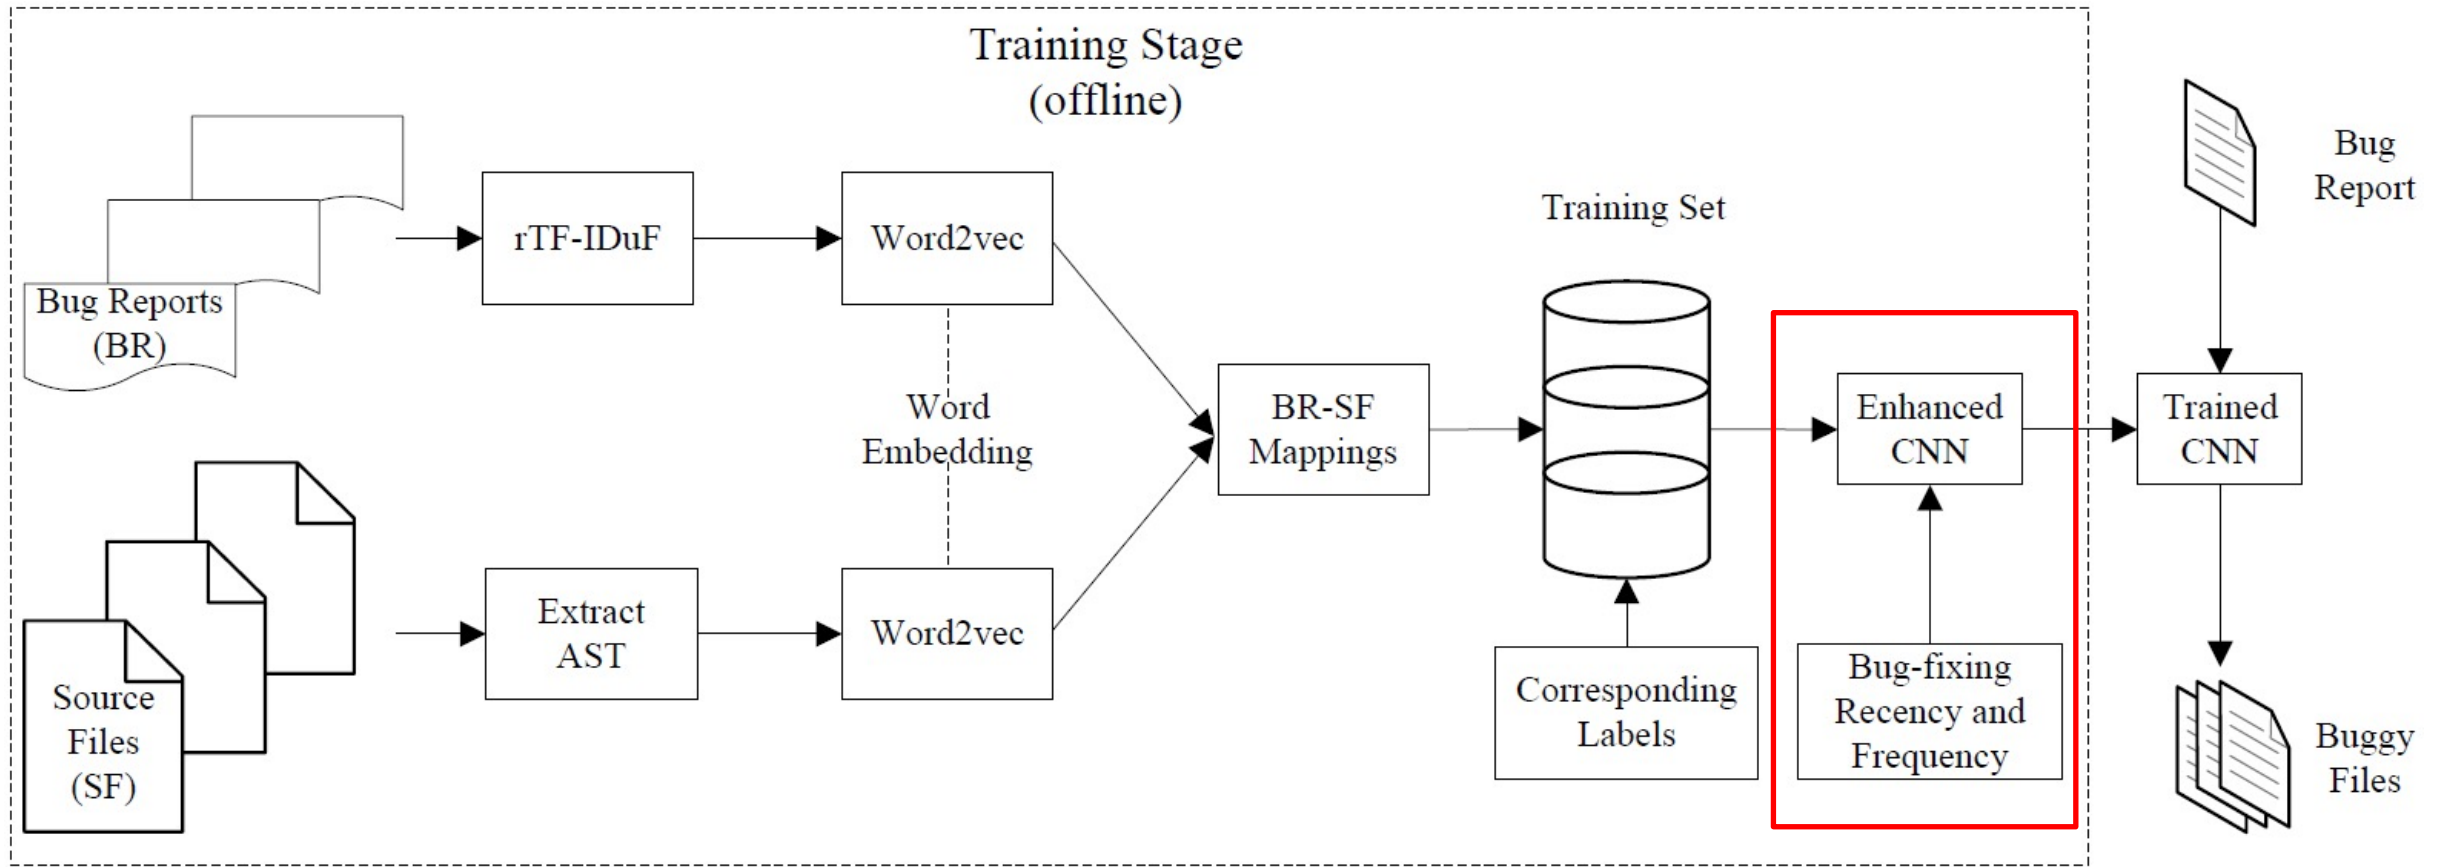 Training Stage
(offline)
Bug Reports
(BR)
rTF-IDuF
Word2vec
Word
Embedding
Source
Files
(SF)
Extract
AST
Word2vec
BR-SF
Mappings
Training Set
Corresponding
Labels
Enhanced
CNN
Bug-fixing
Recency and
Frequency
Bug
Report
Trained
CNN
Buggy
Files